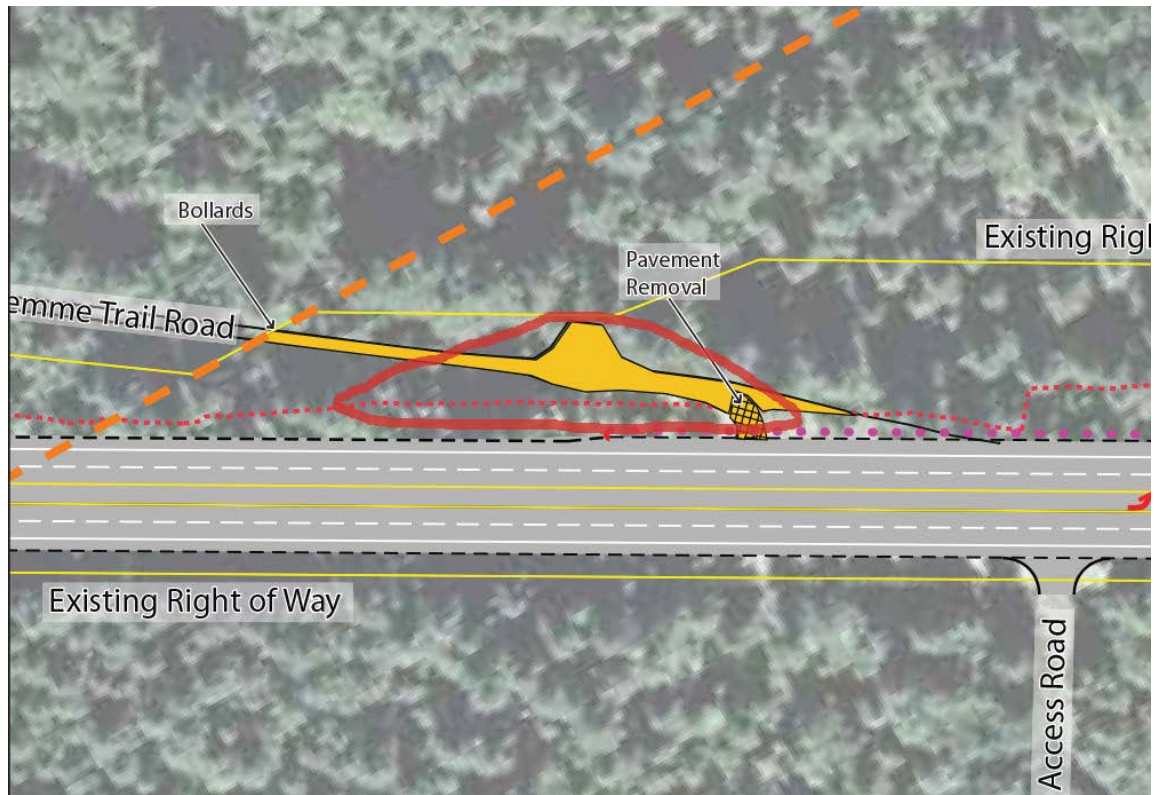 Bollards
Existing Righ
Pavement
Removal
emme Trail Road
Existing Right of Way
Access Road